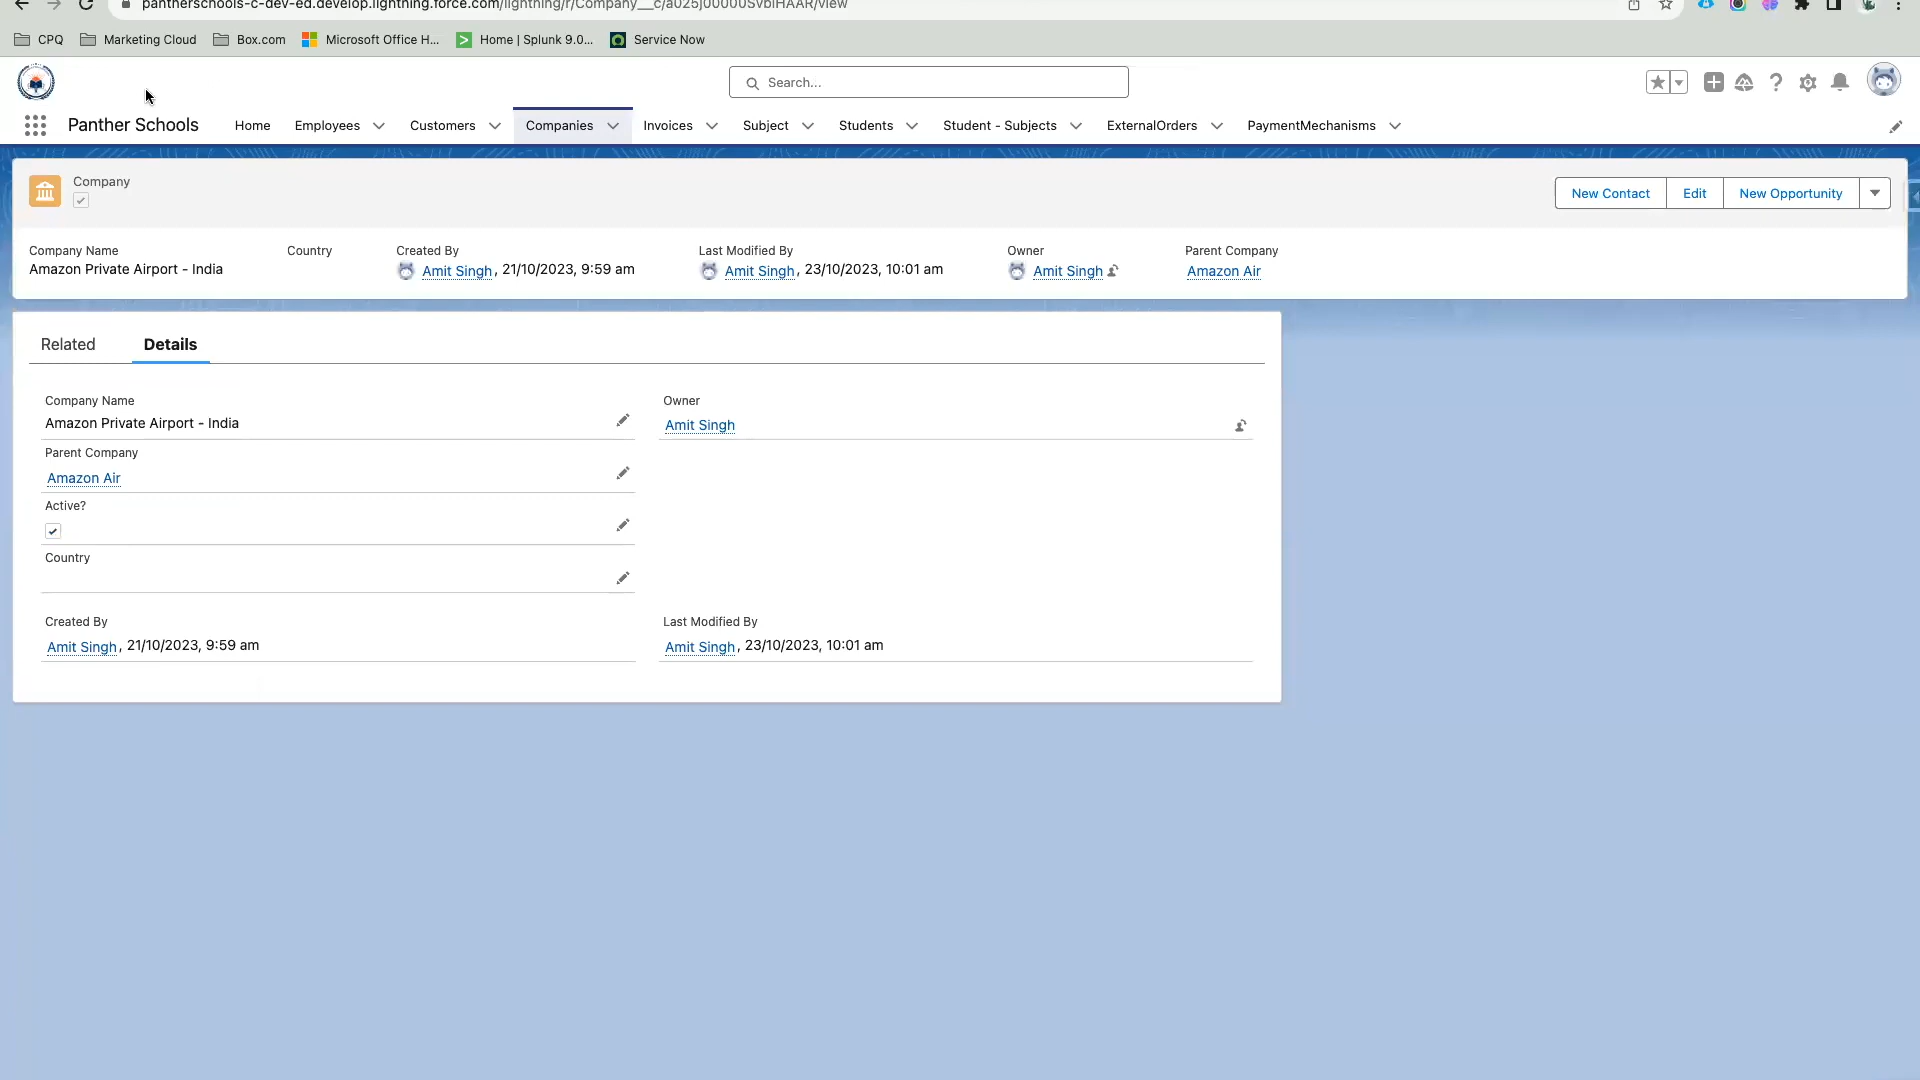 pantherschools-c-dev-ed.develop.lightning.force.com/lightning/r/Company__c/a025j00000SVbiHAAR/view
CPQ Marketing Cloud Box.com Microsoft Office H... Home | Splunk 9.0... Service Now
Search...
Panther Schools Home Employees Customers Companies Invoices Subject Students Student - Subjects ExternalOrders PaymentMechanisms
Company
New Contact Edit New Opportunity
Company Name Country Created By Last Modified By Owner Parent Company
Amazon Private Airport - India Amit Singh, 21/10/2023, 9:59 am Amit Singh, 23/10/2023, 10:01 am Amit Singh Amazon Air
Related Details
Company Name Owner
Amazon Private Airport - India Amit Singh
Parent Company
Amazon Air
Active?
Country
Created By Last Modified By
Amit Singh, 21/10/2023, 9:59 am Amit Singh, 23/10/2023, 10:01 am